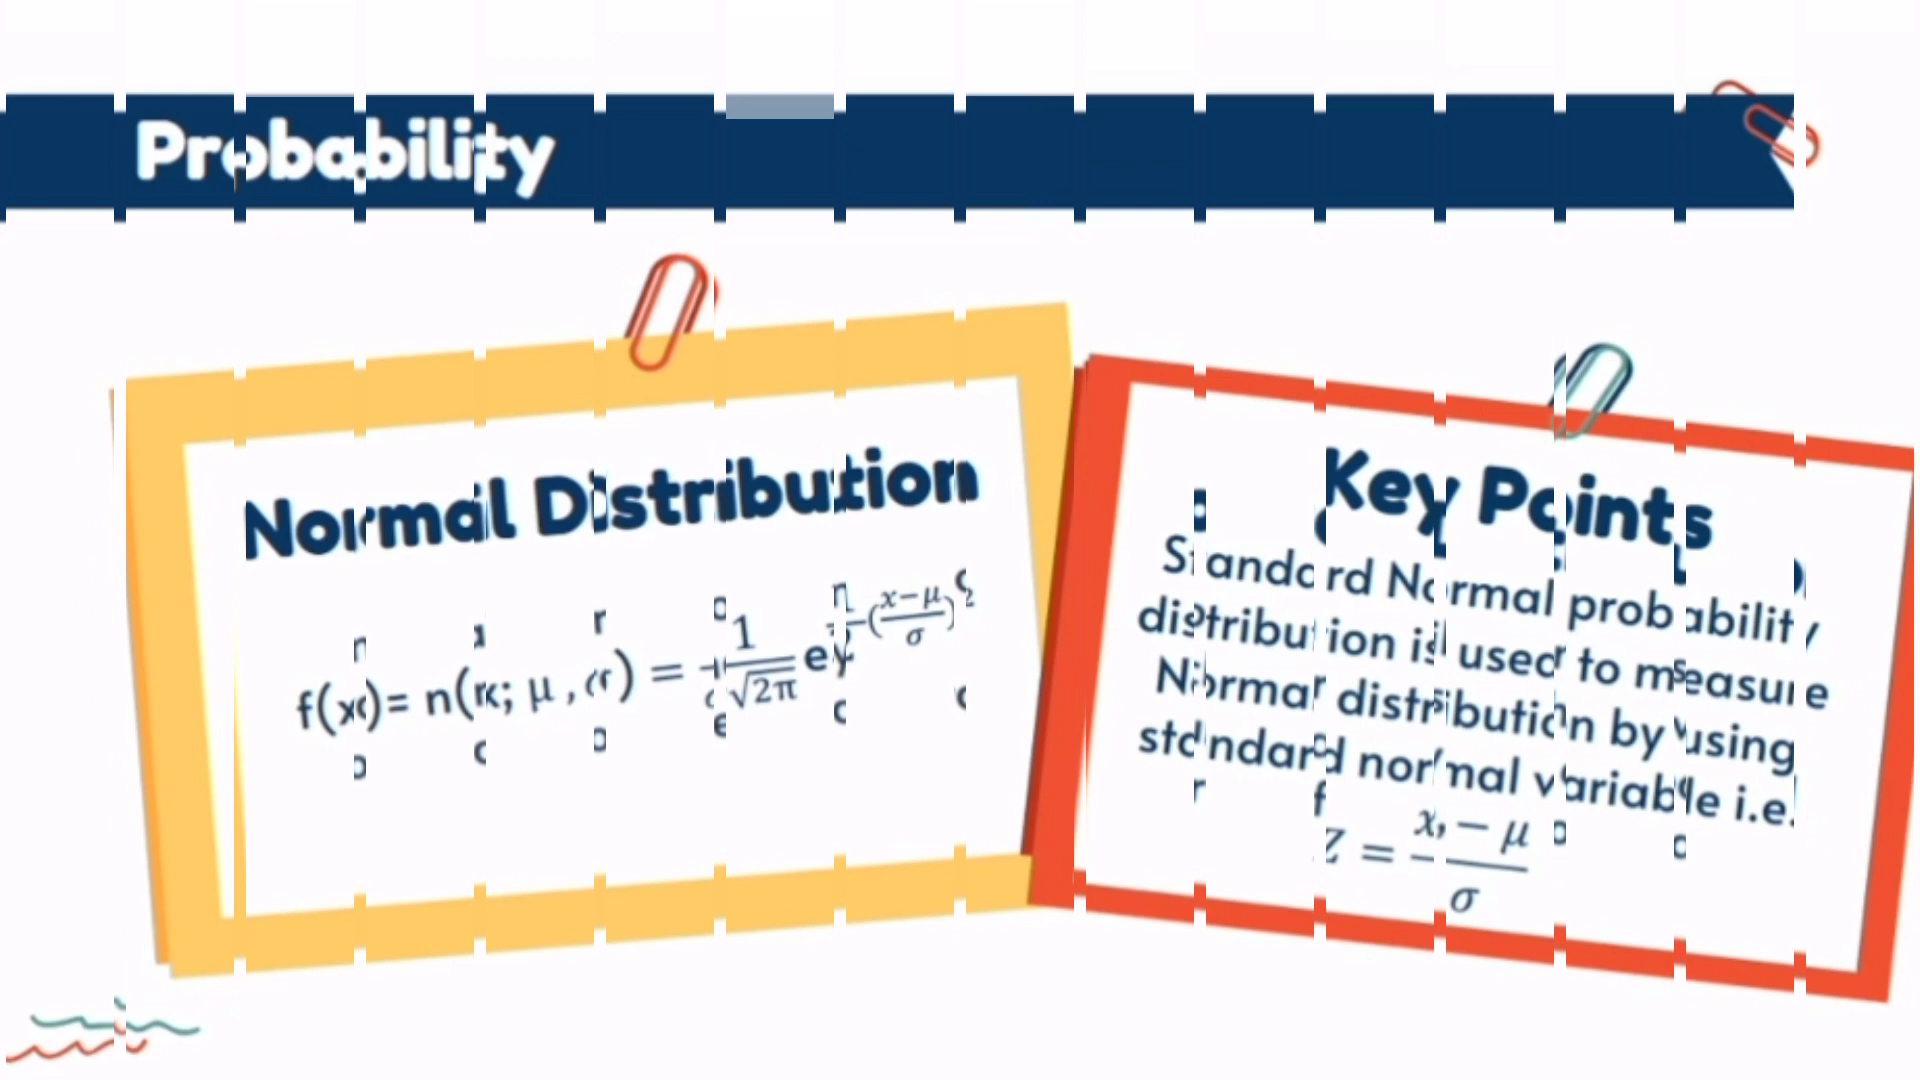 Probability
Normal Distribution
f(x)= n(x; μ , σ) = 1/σ√2π e^-1/2(x−μ/σ)^2
Key Points
Standard Normal probability
distribution is used to measure
Normal distribution by using
standard normal variable i.e.
Z = x − μ / σ